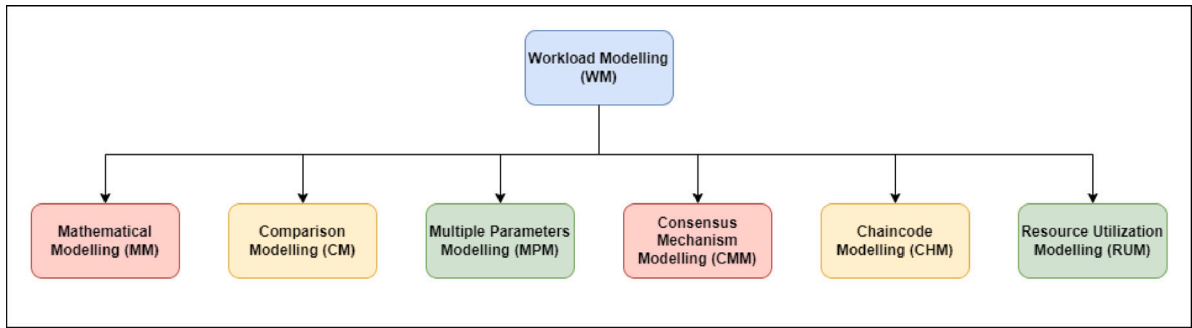 Workload Modelling
(WM)
Mathematical
Modelling (MM)
Comparison
Modelling (CM)
Multiple Parameters
Modelling (MPM)
Consensus
Mechanism
Modelling (CMM)
Chaincode
Modelling (CHM)
Resource Utilization
Modelling (RUM)